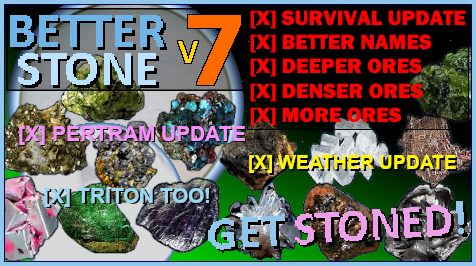 BETTER
STONE
v7
[X] SURVIVAL UPDATE
[X] BETTER NAMES
[X] DEEPER ORES
[X] DENSER ORES
[X] MORE ORES
[X] PERTRAM UPDATE
[X] WEATHER UPDATE
[X] TRITON TOO!
GET STONED!